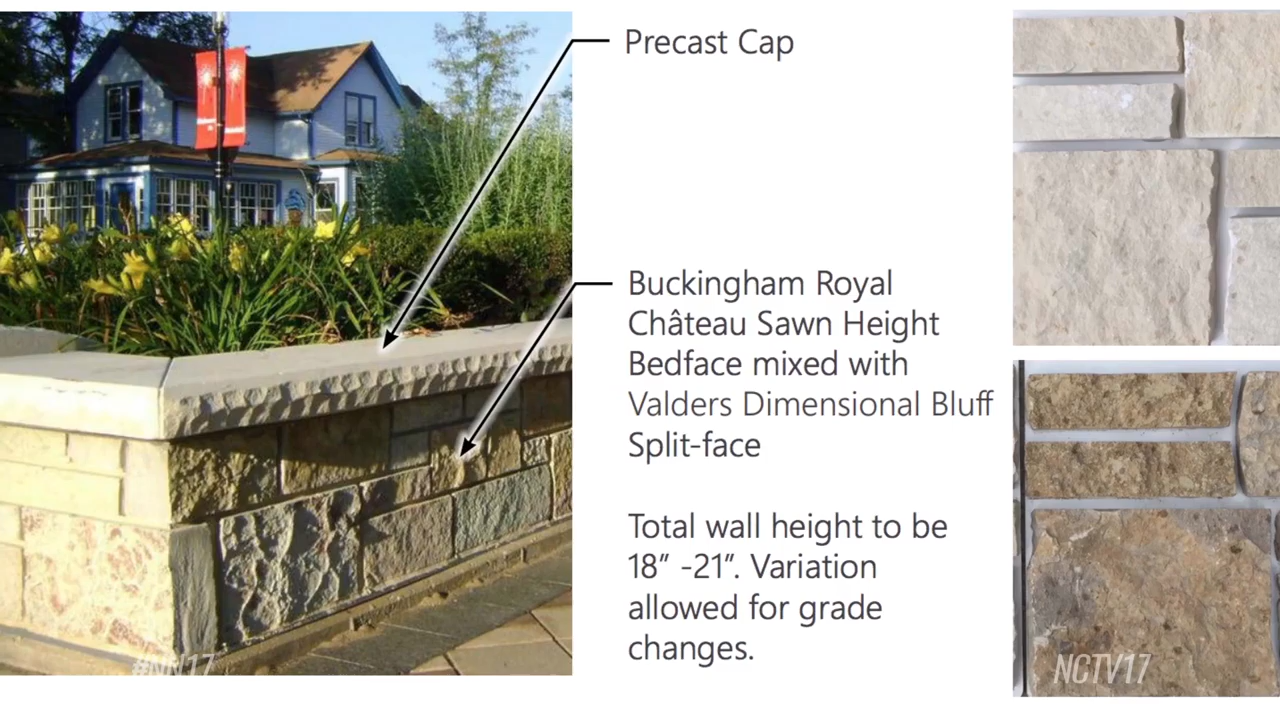 Precast Cap
Buckingham Royal
Château Sawn Height
Bedface mixed with
Valders Dimensional Bluff
Split-face
Total wall height to be
18” -21”. Variation
allowed for grade
changes.
#NN17
NCTV17